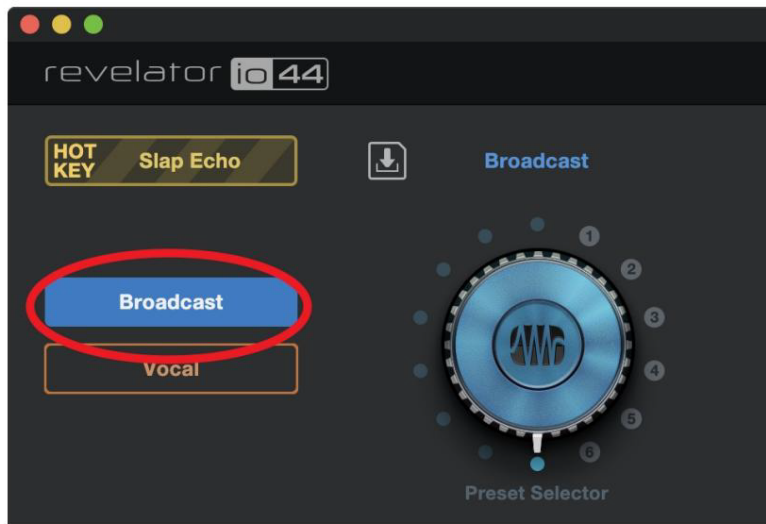 revelator io 44
HOT KEY
Slap Echo
Broadcast
Broadcast
Vocal
1
2
3
4
5
6
Preset Selector